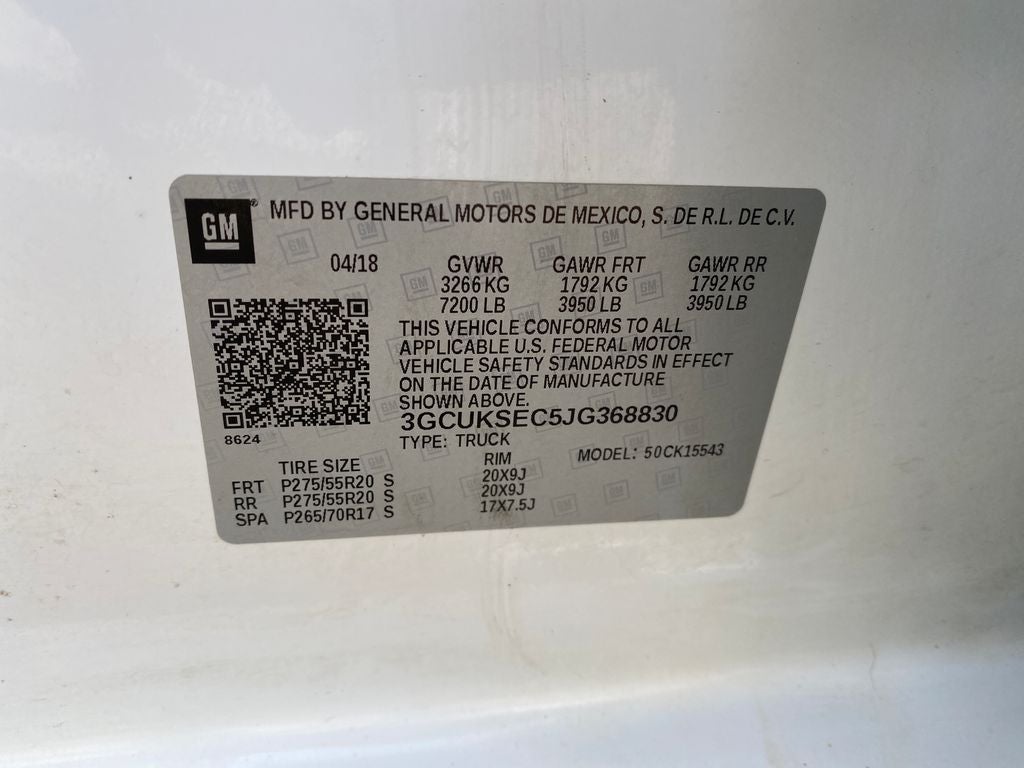 GM MFD BY GENERAL MOTORS DE MEXICO, S. DE R.L. DE C.V.
04/18 GVWR GAWR FRT GAWR RR
3266 KG 1792 KG 1792 KG
7200 LB 3950 LB 3950 LB
THIS VEHICLE CONFORMS TO ALL
APPLICABLE U.S. FEDERAL MOTOR
VEHICLE SAFETY STANDARDS IN EFFECT
ON THE DATE OF MANUFACTURE
SHOWN ABOVE.
3GCUKSEC5JG368830
8624 TYPE: TRUCK MODEL: 50CK15543
TIRE SIZE RIM
FRT P275/55R20 S 20X9J
RR P275/55R20 S 20X9J
SPA P265/70R17 S 17X7.5J